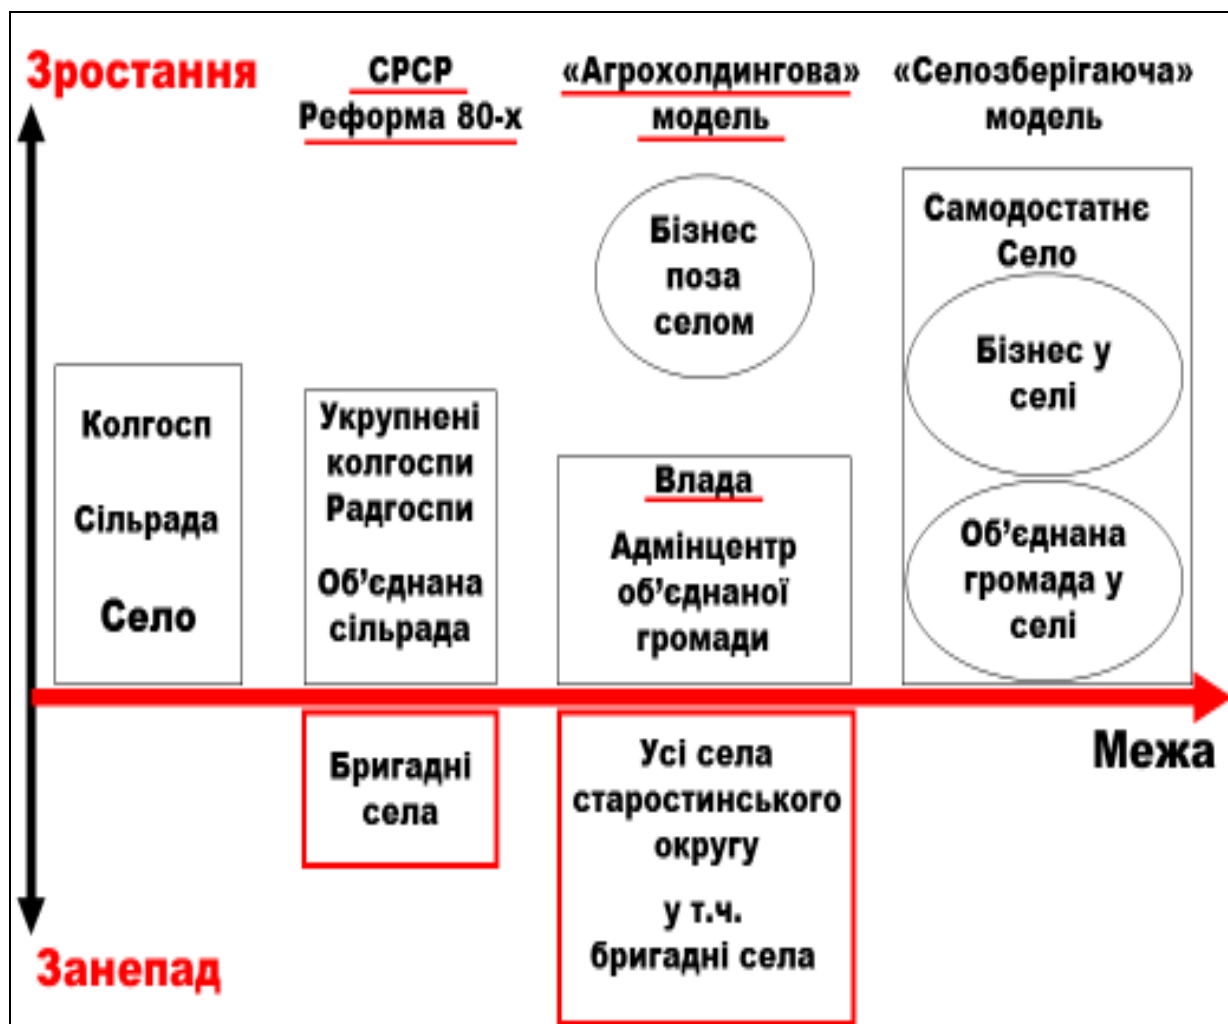 Зростання
СРСР
Реформа 80-х
«Агрохолдингова»
модель
«Селозберігаюча»
модель
Колгосп
Сільрада
Село
Укрупнені
колгоспи
Радгоспи
Об’єднана
сільрада
Бізнес
поза
селом
Влада
Адмінцентр
об’єднаної
громади
Самодостатнє
Село
Бізнес у
селі
Об’єднана
громада у
селі
Межа
Бригадні
села
Усі села
старостинського
округу
у т.ч.
бригадні села
Занепад